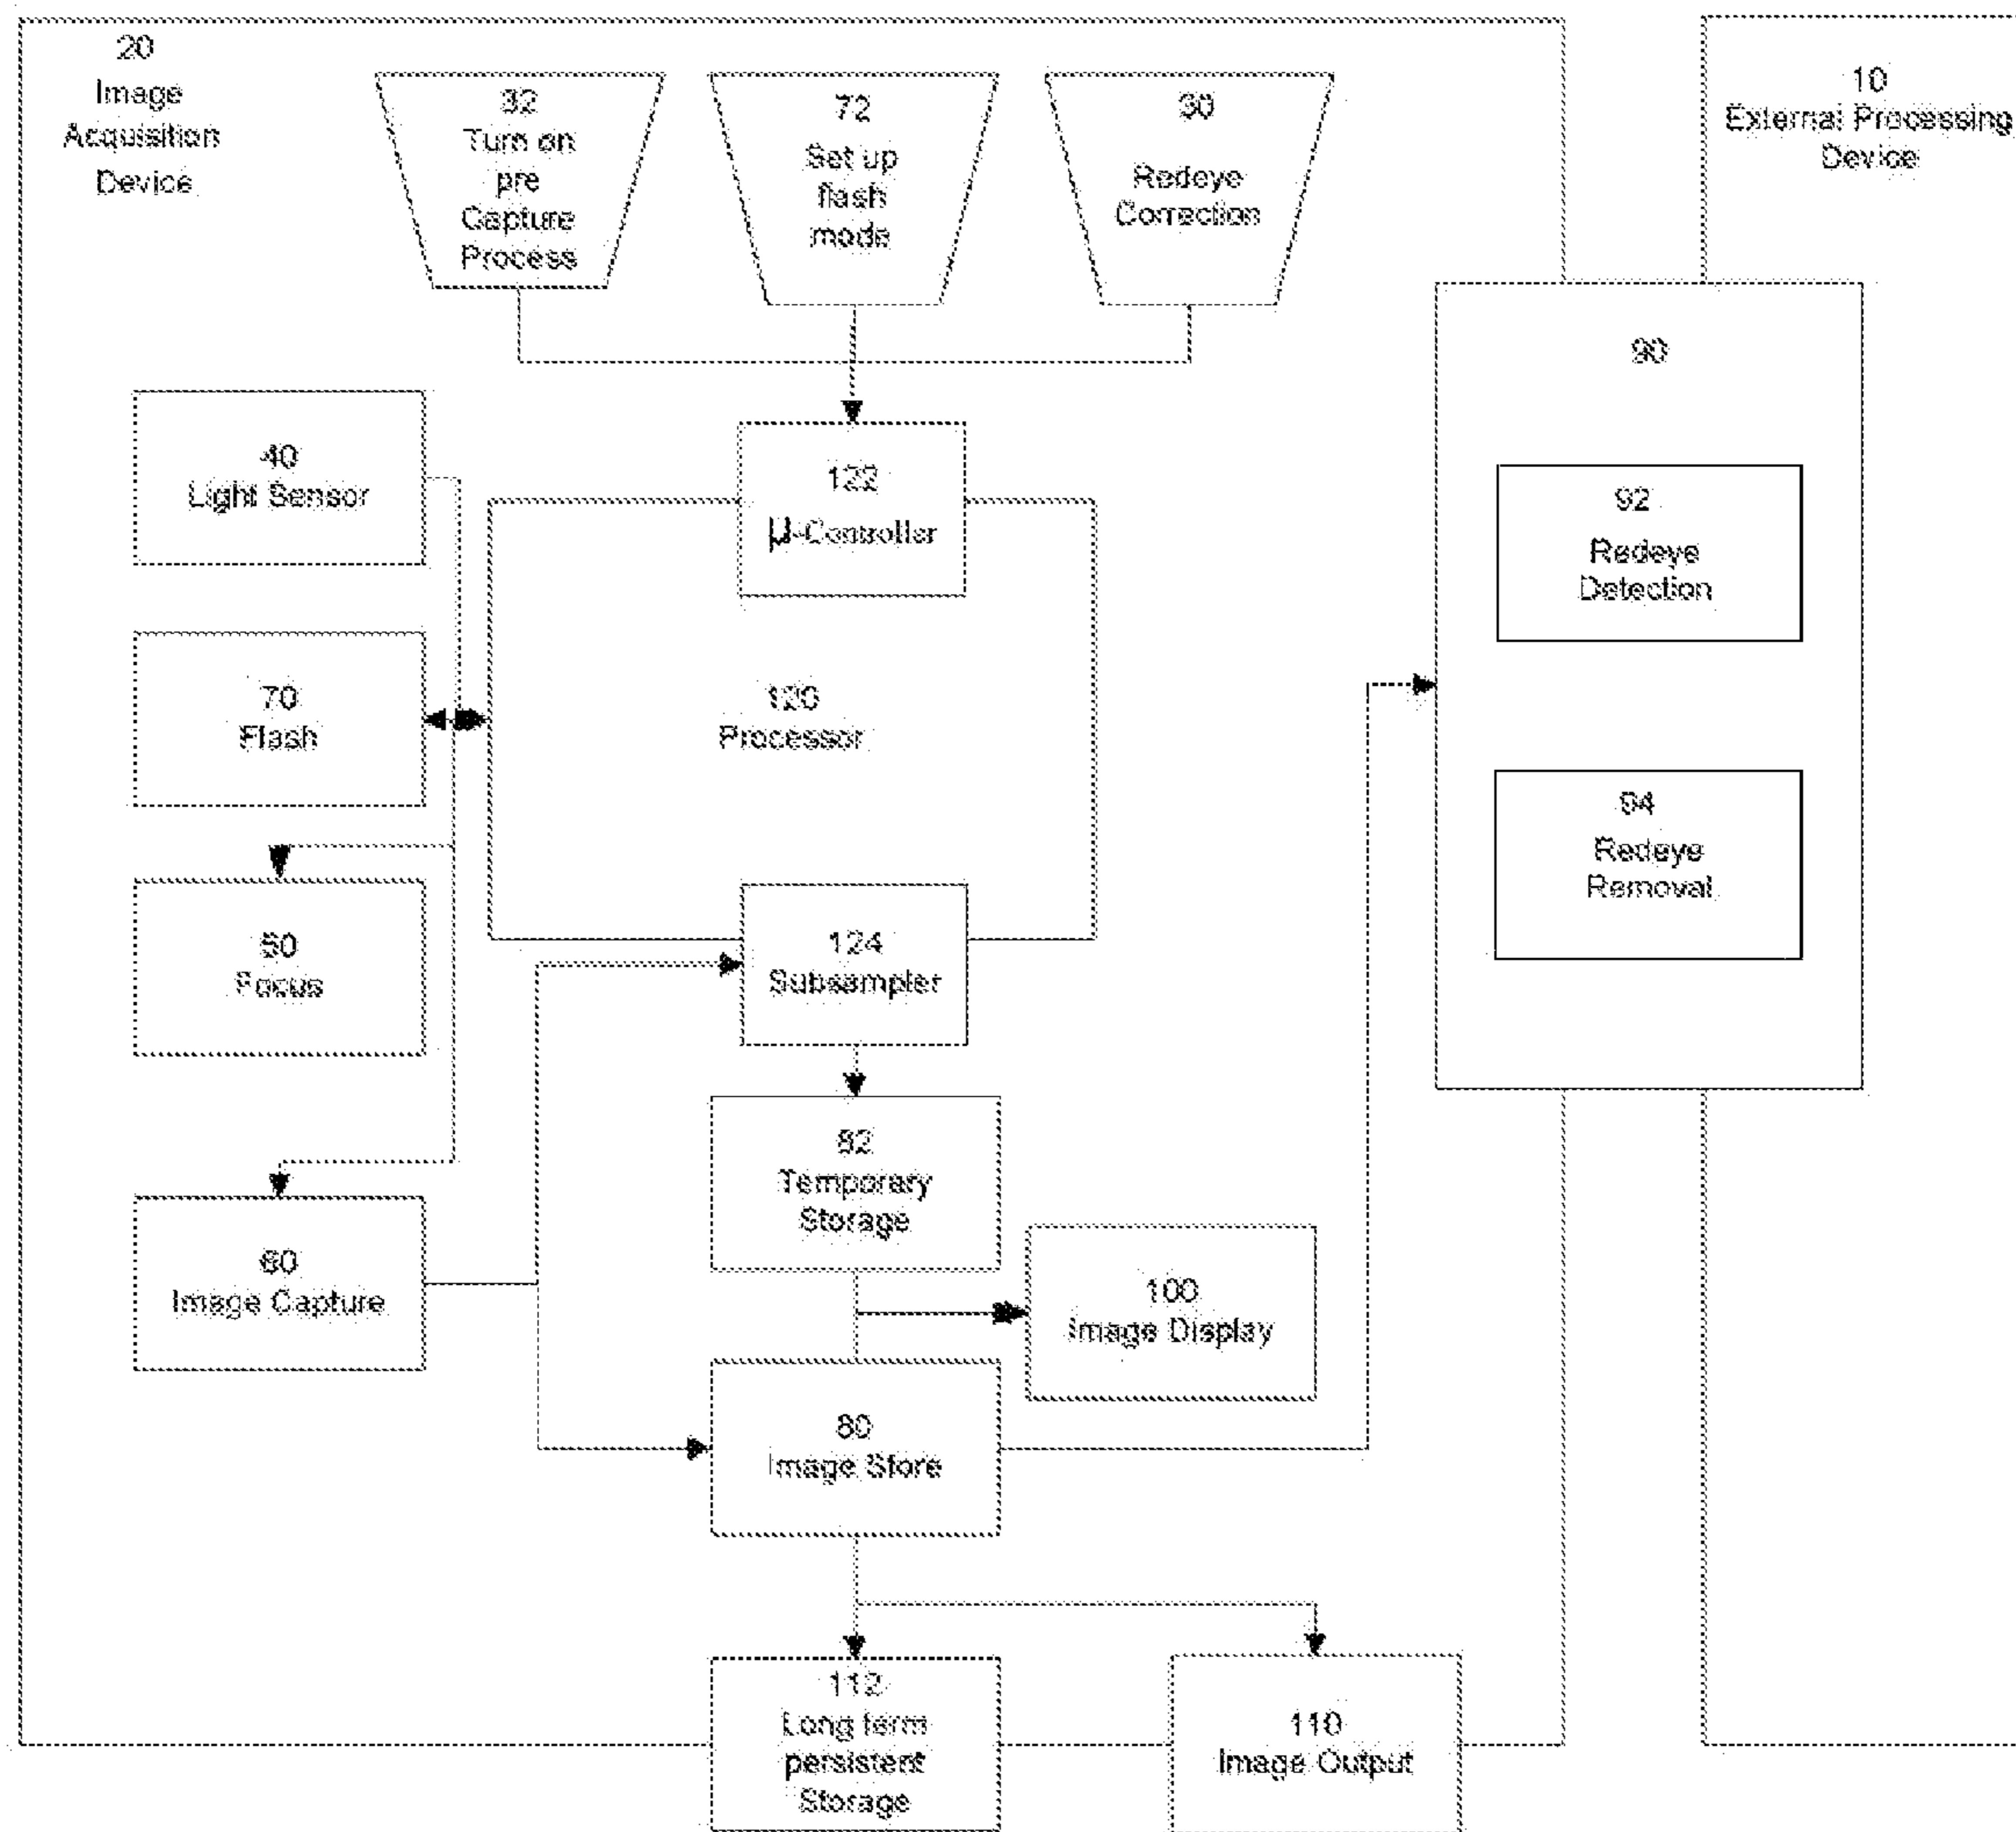 20
Image
Acquisition
Device
32
Turn on
pre
Capture
Process
72
Set up
flash
mode
30
Redeye
Correction
10
External Processing
Device
90
40
Light Sensor
122
µ-Controller
92
Redeye
Detection
70
Flash
120
Processor
94
Redeye
Removal
Focus
124
Subsampler
82
Temporary
Storage
60
Image Capture
100
Image Display
80
Image Store
112
Long term
persistent
Storage
110
Image Output